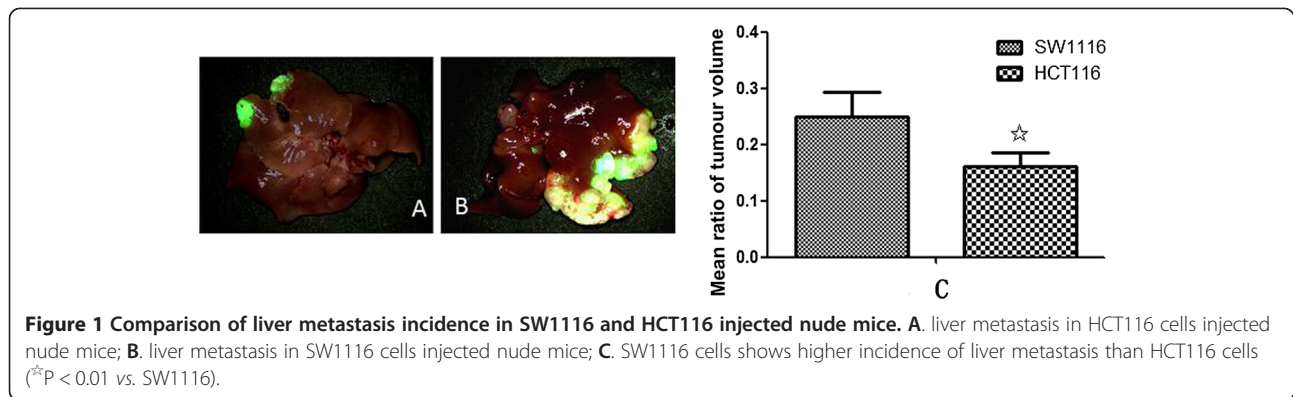 A
B
Mean ratio of tumour volume
0.4
0.3
0.2
0.1
0.0
SW1116
HCT116
☆
C
Figure 1 Comparison of liver metastasis incidence in SW1116 and HCT116 injected nude mice. A. liver metastasis in HCT116 cells injected
nude mice; B. liver metastasis in SW1116 cells injected nude mice; C. SW1116 cells shows higher incidence of liver metastasis than HCT116 cells
(☆P < 0.01 vs. SW1116).